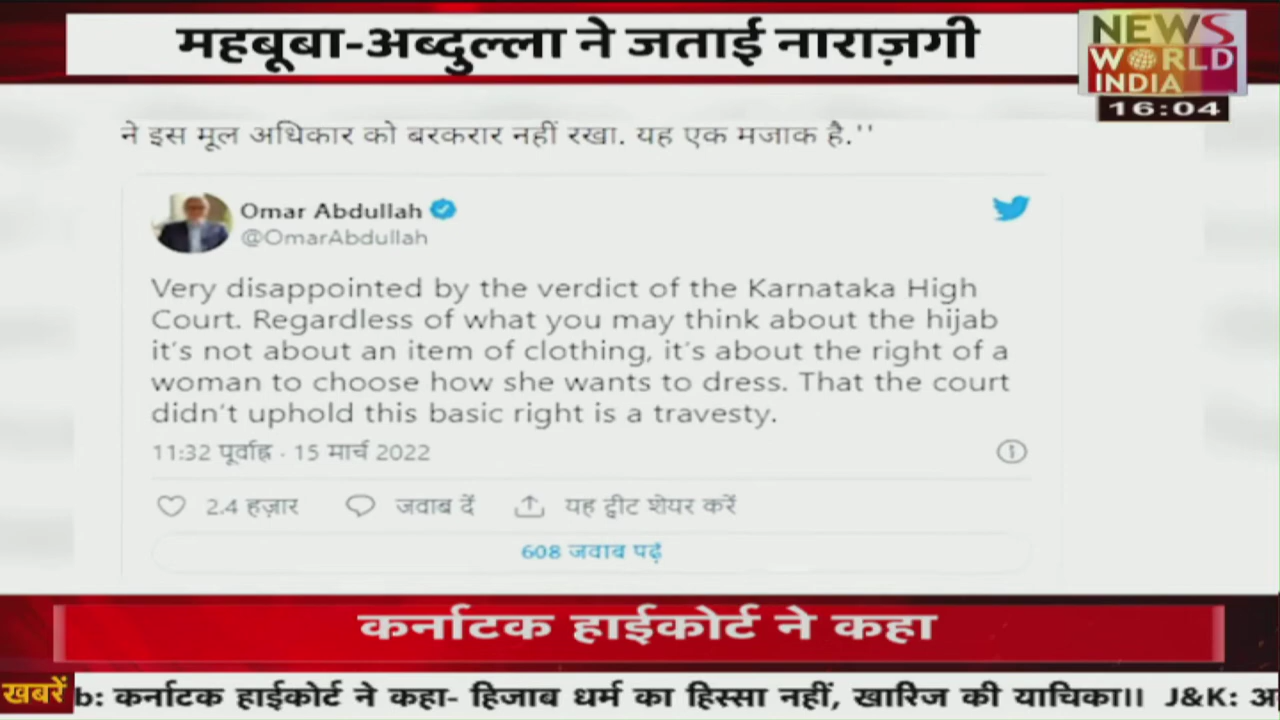 महबूबा-अब्दुल्ला ने जताई नाराज़गी
NEWS
WORLD
INDIA
16:04
ने इस मूल अधिकार को बरकरार नहीं रखा. यह एक मजाक है.''
Omar Abdullah
@OmarAbdullah
Very disappointed by the verdict of the Karnataka High
Court. Regardless of what you may think about the hijab
it's not about an item of clothing, it's about the right of a
woman to choose how she wants to dress. That the court
didn't uphold this basic right is a travesty.
11:32 पूर्वाह्न · 15 मार्च 2022
2.4 हज़ार जवाब दें यह ट्वीट शेयर करें
608 जवाब पढ़ें
कर्नाटक हाईकोर्ट ने कहा
खबरें b: कर्नाटक हाईकोर्ट ने कहा- हिजाब धर्म का हिस्सा नहीं, खारिज की याचिका।। J&K: अ